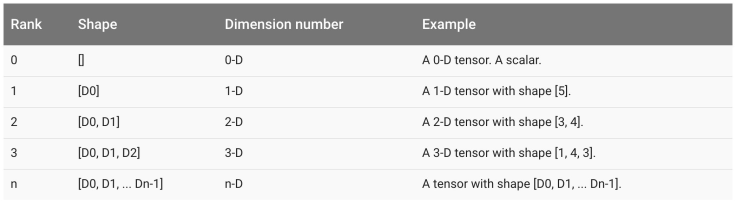 Rank Shape Dimension number Example
0 [] 0-D A 0-D tensor. A scalar.
1 [D0] 1-D A 1-D tensor with shape [5].
2 [D0, D1] 2-D A 2-D tensor with shape [3, 4].
3 [D0, D1, D2] 3-D A 3-D tensor with shape [1, 4, 3].
n [D0, D1, ... Dn-1] n-D A tensor with shape [D0, D1, ... Dn-1].